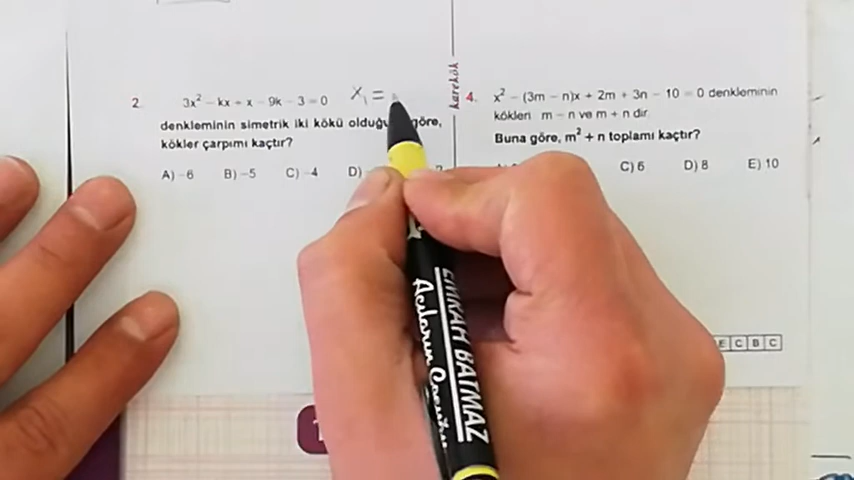 2. 3x² – kx + x – 9k – 3 = 0 x₁ =
denkleminin simetrik iki kökü olduğu göre,
kökler çarpımı kaçtır?
A) –6 B) –5 C) –4 D)
karekök
4. x² – (3m – n)x + 2m + 3n – 10 = 0 denkleminin
kökleri m – n ve m + n dir.
Buna göre, m² + n toplamı kaçtır?
C) 6 D) 8 E) 10
E C B C
EMRAH BATMAZ
Acıların